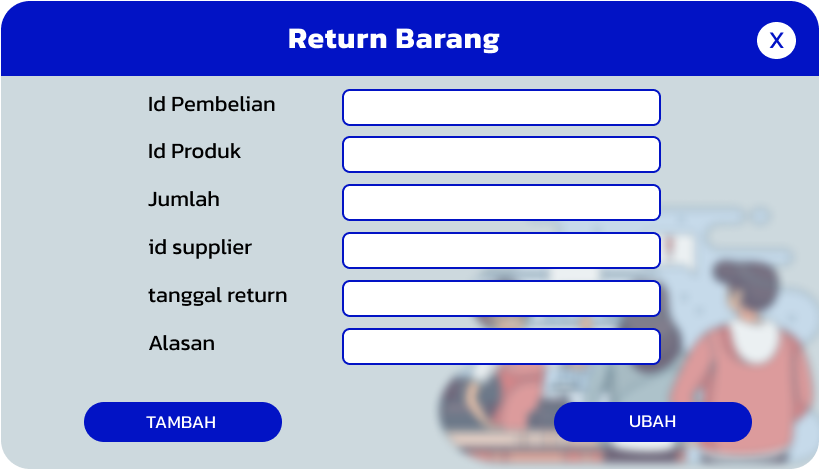 Return Barang
X
Id Pembelian
Id Produk
Jumlah
id supplier
tanggal return
Alasan
TAMBAH
UBAH